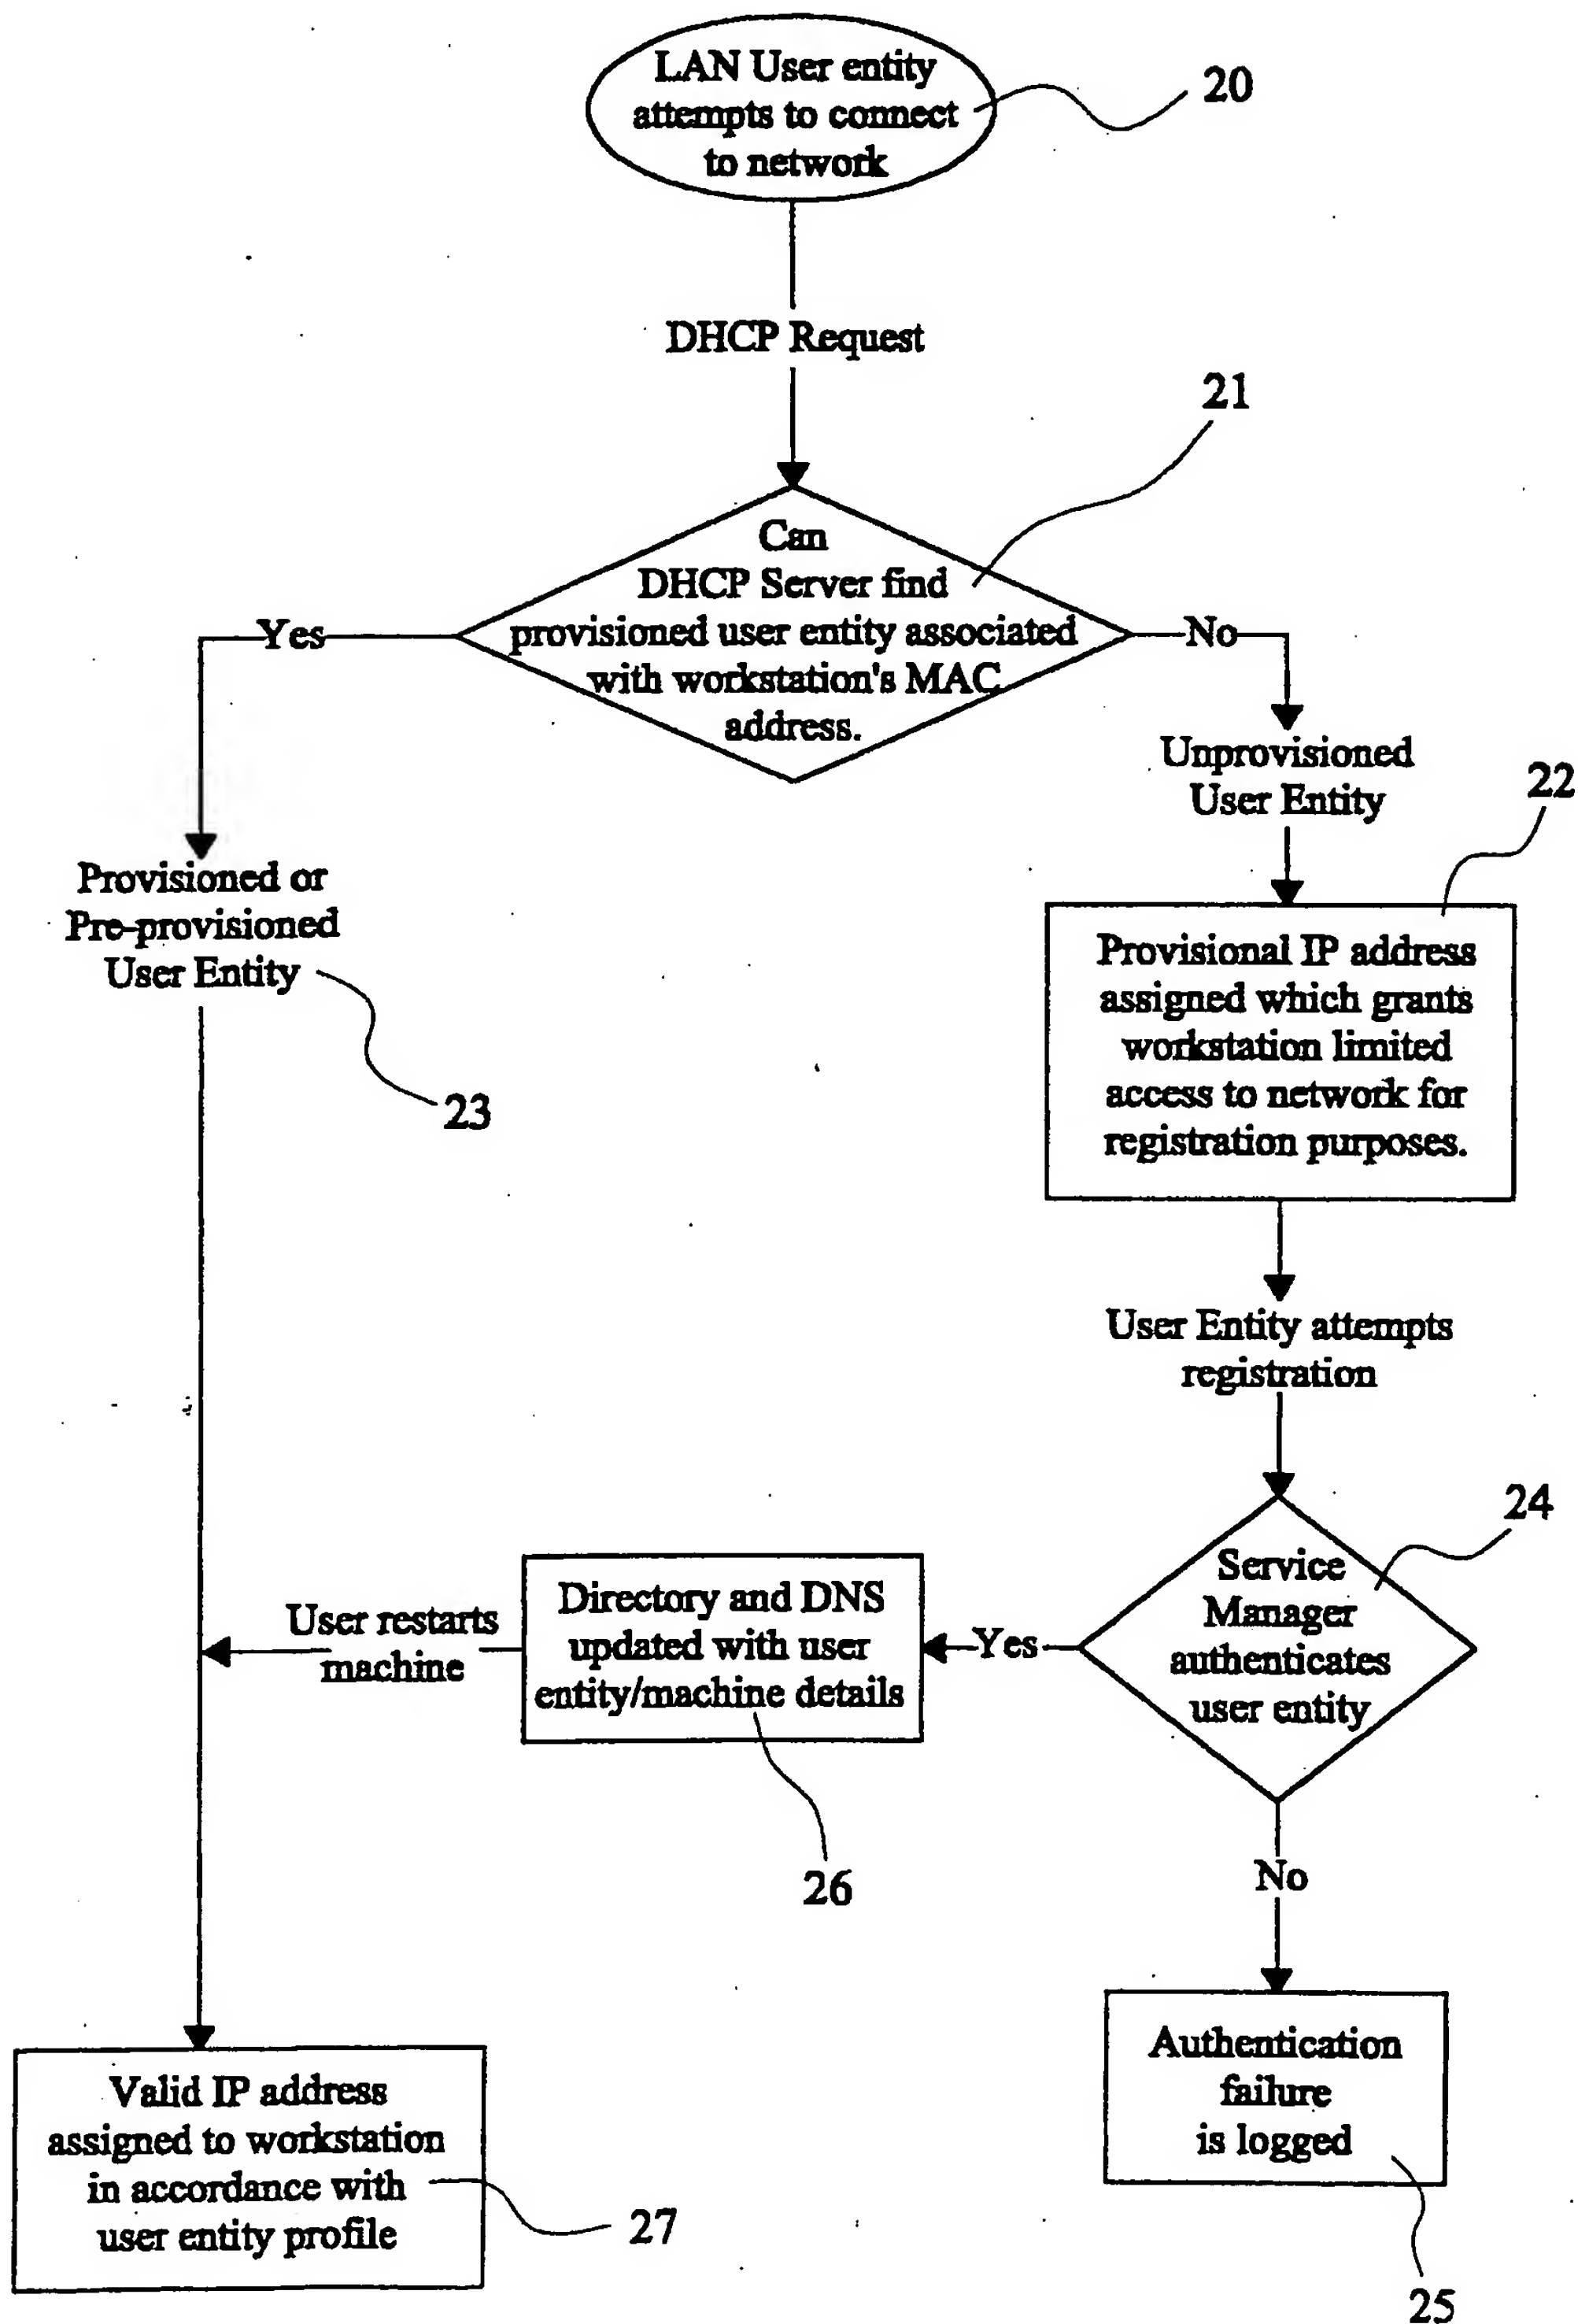 LAN User entity
attempts to connect
to network
20
DHCP Request
21
Can
DHCP Server find
provisioned user entity associated
with workstation's MAC
address.
Yes
No
Unprovisioned
User Entity
22
Provisioned or
Pre-provisioned
User Entity
23
Provisional IP address
assigned which grants
workstation limited
access to network for
registration purposes.
User Entity attempts
registration
24
Service
Manager
authenticates
user entity
Yes
Directory and DNS
updated with user
entity/machine details
26
User restarts
machine
No
Authentication
failure
is logged
25
Valid IP address
assigned to workstation
in accordance with
user entity profile
27